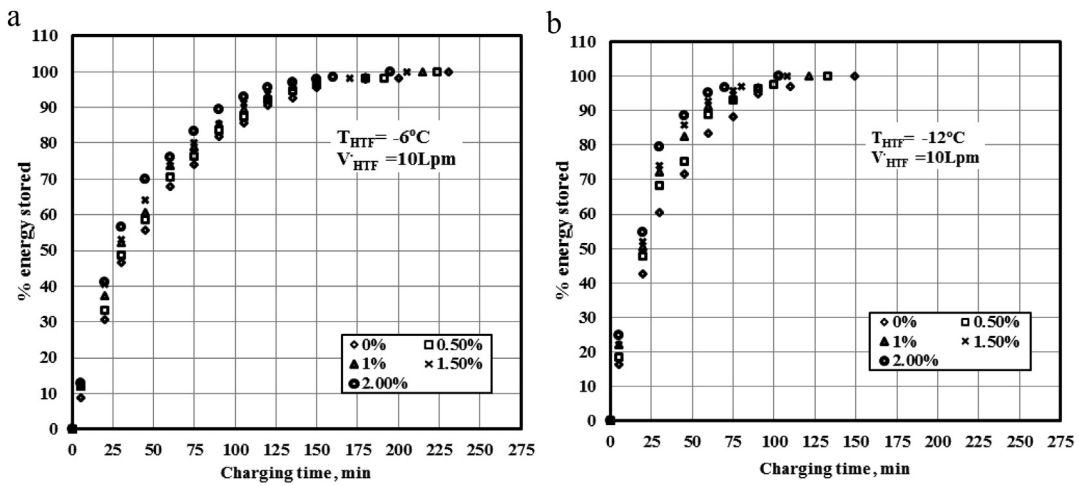 a
110
100
90
80
70
60
50
40
30
20
10
0
% energy stored
T_HTF= -6°C
V·_HTF =10Lpm
0% 0.50%
1% 1.50%
2.00%
0 25 50 75 100 125 150 175 200 225 250 275
Charging time, min
b
110
100
90
80
70
60
50
40
30
20
10
0
% energy stored
T_HTF= -12°C
V·_HTF =10Lpm
0% 0.50%
1% 1.50%
2.00%
0 25 50 75 100 125 150 175 200 225 250 275
Charging time, min